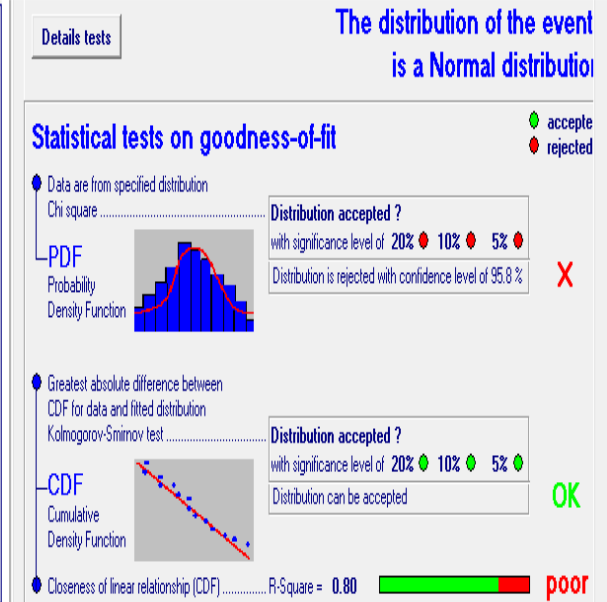 Details tests
The distribution of the event
is a Normal distributio
Statistical tests on goodness-of-fit
accepte
rejected
Data are from specified distribution
Chi square
Distribution accepted ?
with significance level of 20% 10% 5%
Distribution is rejected with confidence level of 95.8 %
X
PDF
Probability
Density Function
Greatest absolute difference between
CDF for data and fitted distribution
Kolmogorov-Smirnov test
Distribution accepted ?
with significance level of 20% 10% 5%
Distribution can be accepted
OK
CDF
Cumulative
Density Function
Closeness of linear relationship (CDF) .............. R-Square = 0.80 poor